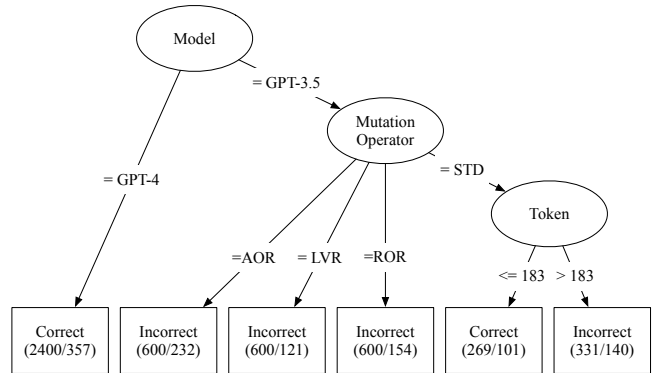 Model
= GPT-3.5
Mutation
Operator
= GPT-4
= STD
Token
=AOR
= LVR
=ROR
<= 183
> 183
Correct
(2400/357)
Incorrect
(600/232)
Incorrect
(600/121)
Incorrect
(600/154)
Correct
(269/101)
Incorrect
(331/140)